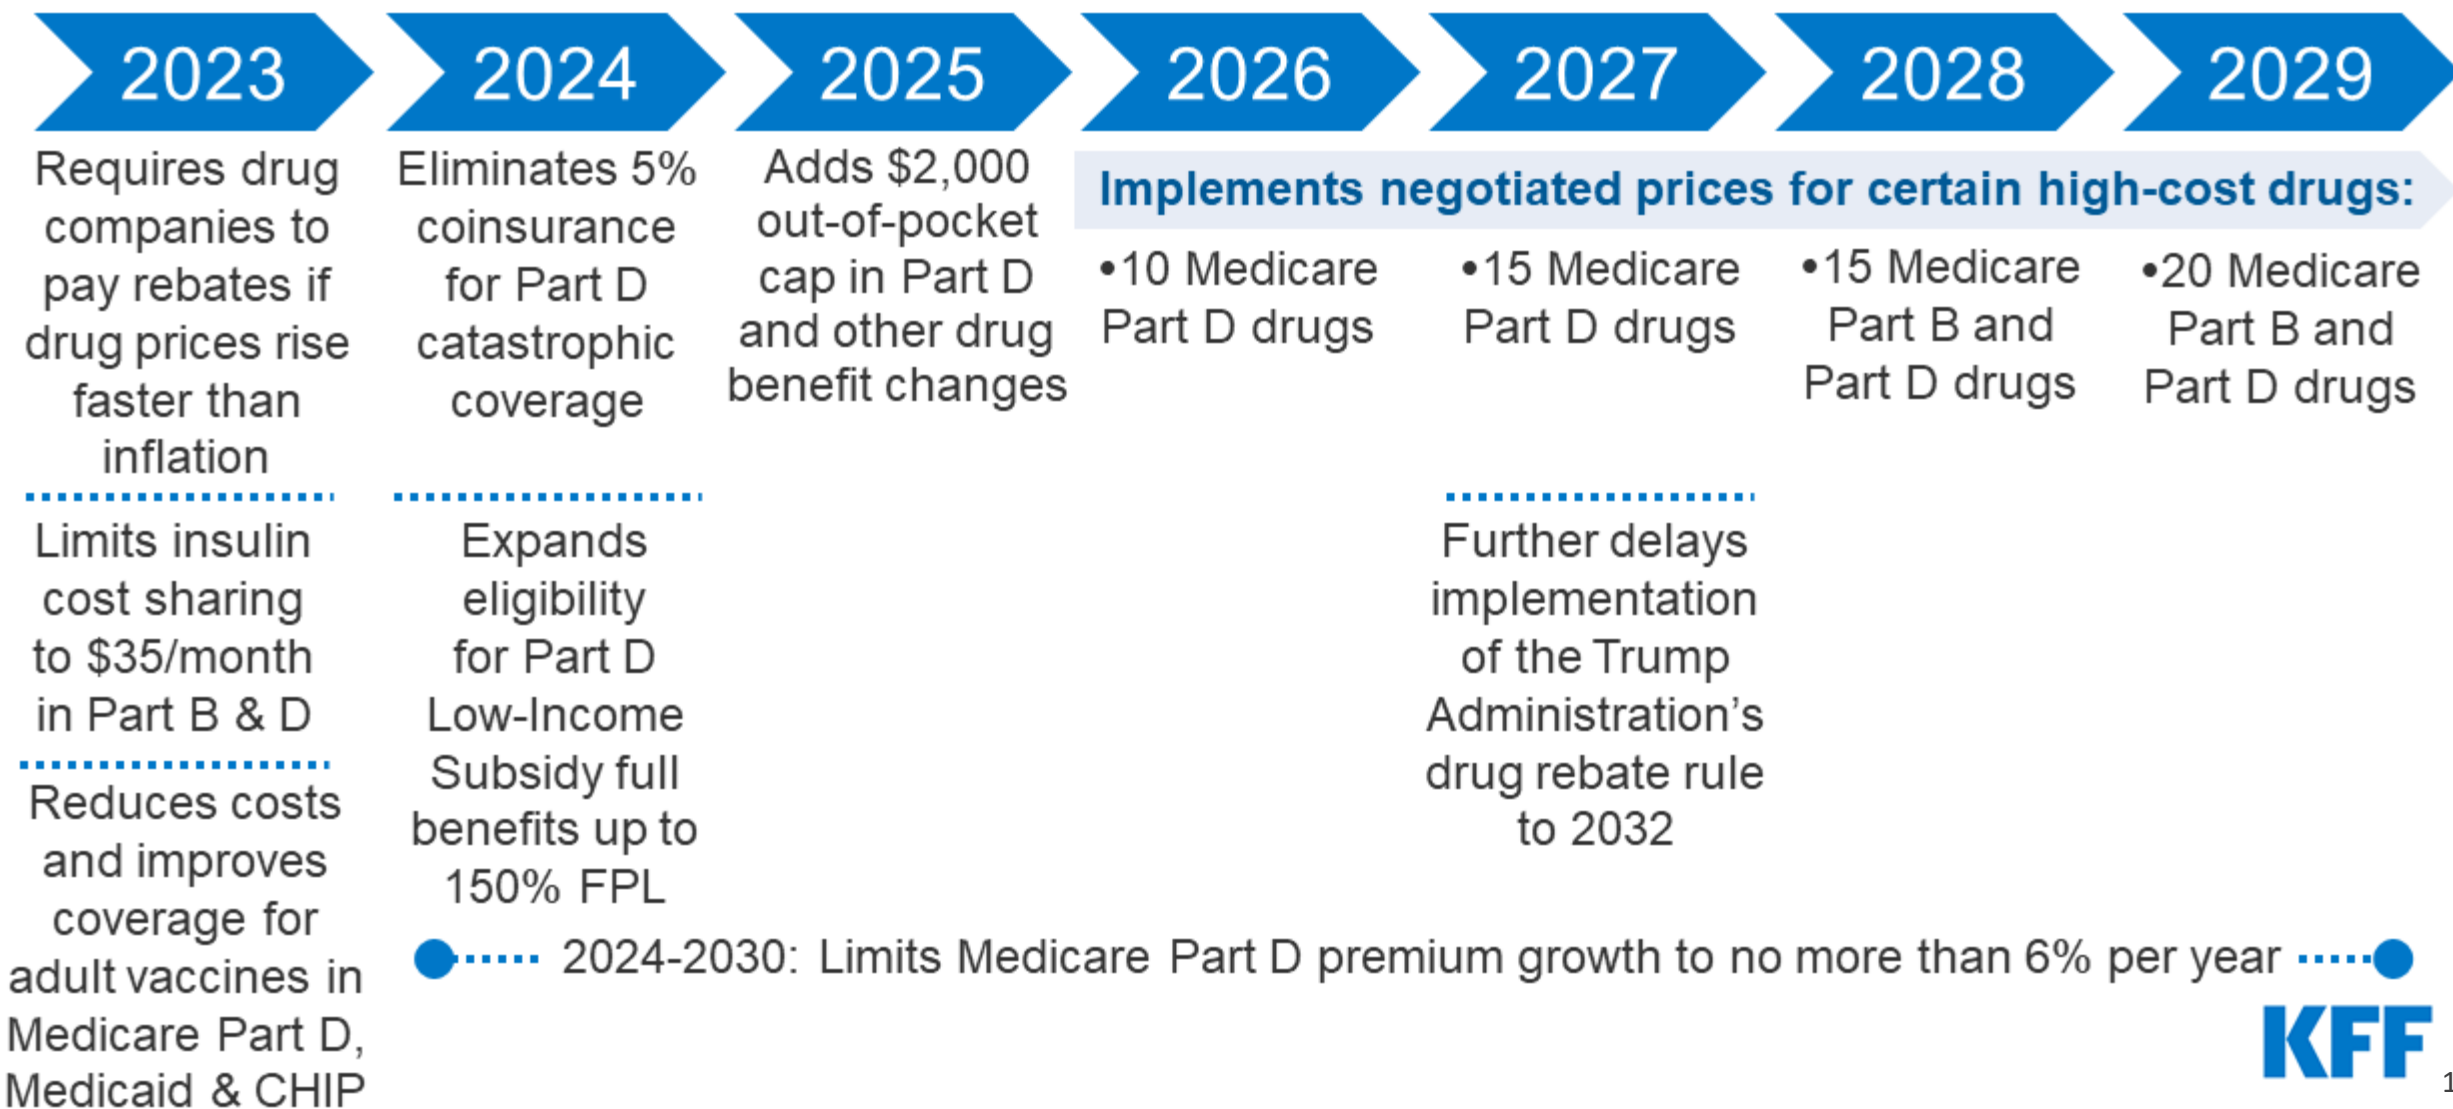 2023
2024
2025
2026
2027
2028
2029
Requires drug
companies to
pay rebates if
drug prices rise
faster than
inflation
Limits insulin
cost sharing
to $35/month
in Part B & D
Reduces costs
and improves
coverage for
adult vaccines in
Medicare Part D,
Medicaid & CHIP
Eliminates 5%
coinsurance
for Part D
catastrophic
coverage
Expands
eligibility
for Part D
Low-Income
Subsidy full
benefits up to
150% FPL
Adds $2,000
out-of-pocket
cap in Part D
and other drug
benefit changes
Implements negotiated prices for certain high-cost drugs:
•10 Medicare
Part D drugs
•15 Medicare
Part D drugs
Further delays
implementation
of the Trump
Administration’s
drug rebate rule
to 2032
•15 Medicare
Part B and
Part D drugs
•20 Medicare
Part B and
Part D drugs
2024-2030: Limits Medicare Part D premium growth to no more than 6% per year
KFF
1